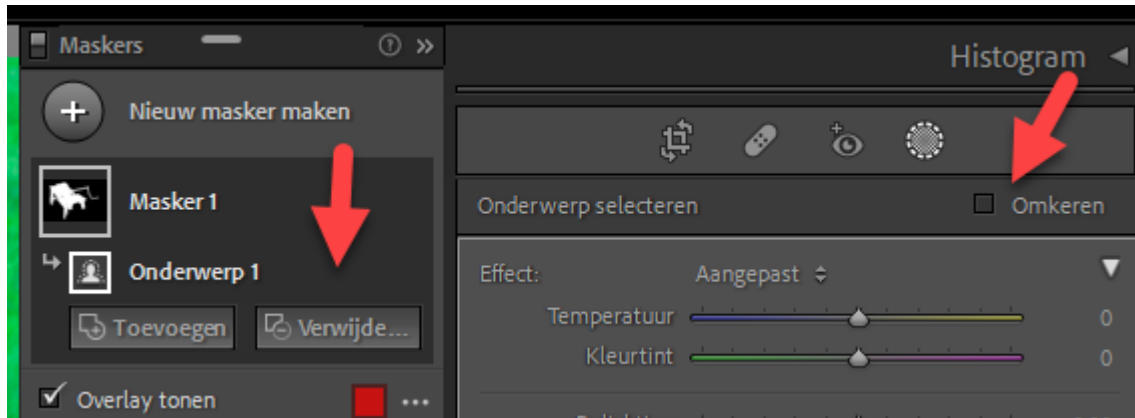 Maskers
Nieuw masker maken
Masker 1
Onderwerp 1
Toevoegen
Verwijde...
Overlay tonen
Histogram
Onderwerp selecteren
Omkeren
Effect: Aangepast
Temperatuur 0
Kleurtint 0